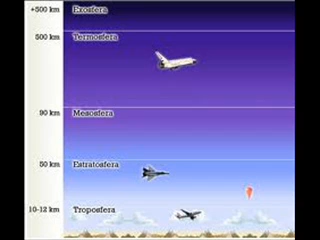 +500 km Exosfera
500 km Termosfera
90 km Mesosfera
50 km Estratosfera
10-12 km Troposfera